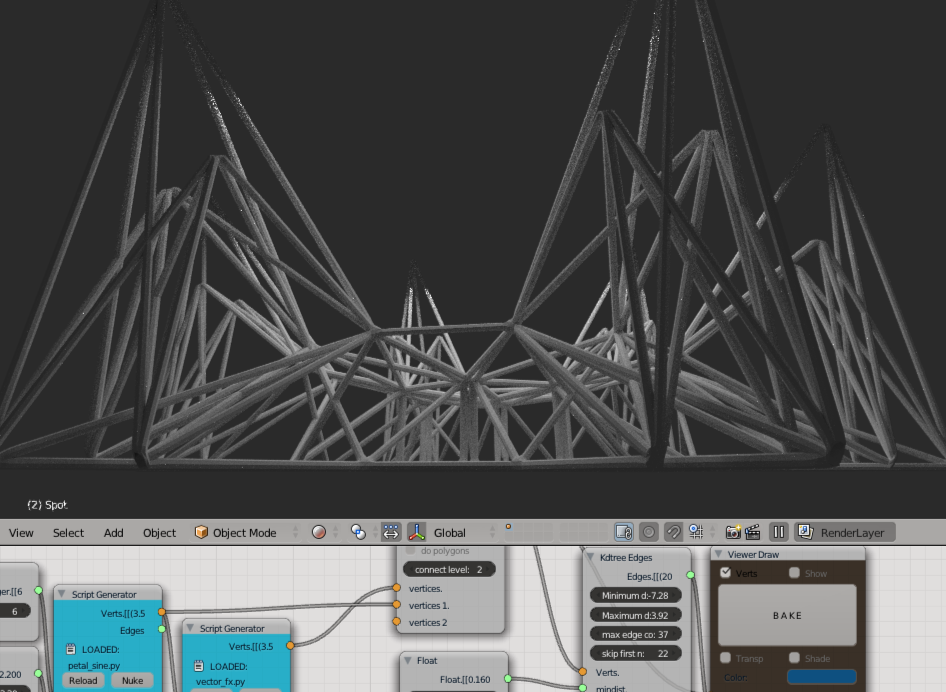 (2) Spot
View Select Add Object Object Mode Global RenderLayer
do polygons
connect level: 2
vertices.
vertices 1.
vertices 2
Kdtree Edges
Edges.[[(20
Minimum d:-7.28
Maximum d:3.92
max edge co: 37
skip first n: 22
Verts.
mindist.
Viewer Draw
Verts Show
BAKE
Transp Shade
Color:
ger.[[6
6
2.200
Script Generator
Verts.[[(3.5
Edges
LOADED:
petal_sine.py
Reload Nuke
Script Generator
Verts.[[(3.5
LOADED:
vector_fx.py
Float
Float.[[0.160